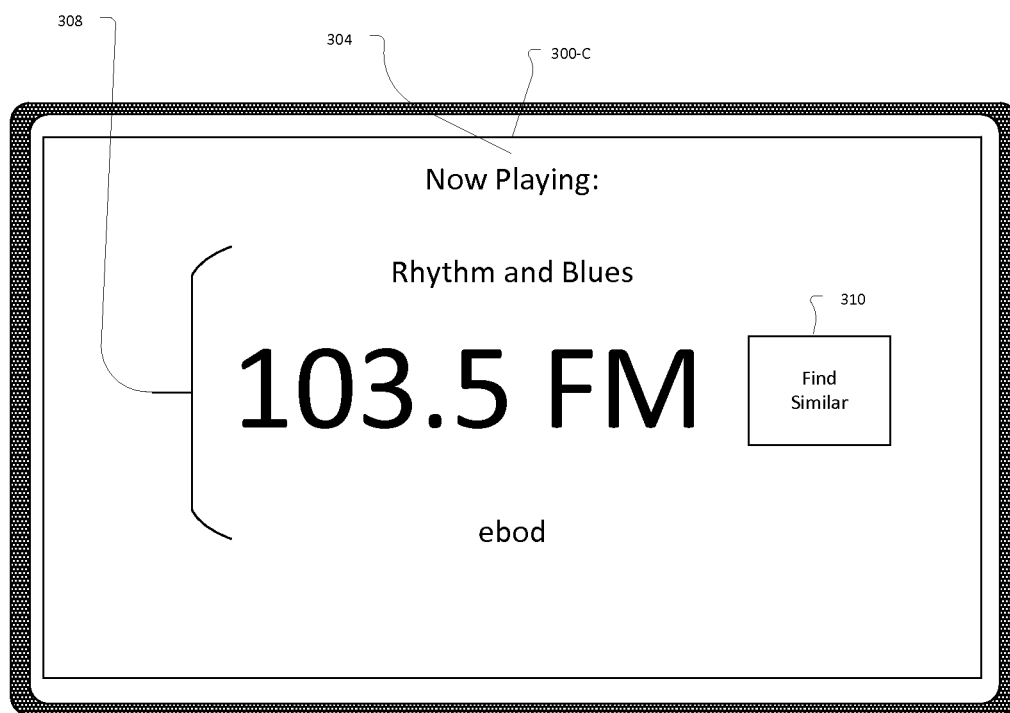 308
304
300-C
Now Playing:
Rhythm and Blues
310
103.5 FM
Find
Similar
ebod